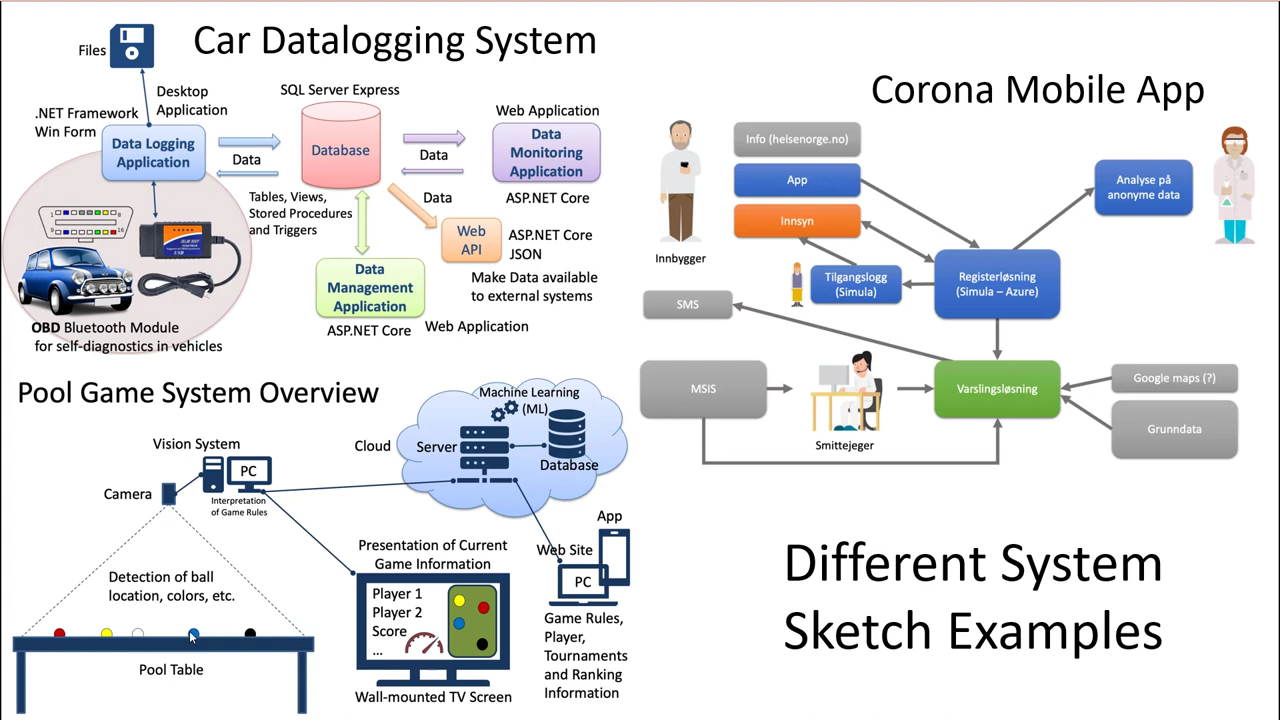 Car Datalogging System
Files
Desktop
Application
.NET Framework
Win Form
Data Logging
Application
Data
SQL Server Express
Database
Tables, Views,
Stored Procedures
and Triggers
Data
Web Application
Data
Monitoring
Application
ASP.NET Core
Data
Web
API
ASP.NET Core
JSON
Make Data available
to external systems
Data
Management
Application
ASP.NET Core
Web Application
1
8
9
16
OBD Bluetooth Module
for self-diagnostics in vehicles
Corona Mobile App
Info (helsenorge.no)
App
Innsyn
Innbygger
Tilgangslogg
(Simula)
Registerløsning
(Simula – Azure)
Analyse på
anonyme data
SMS
MSIS
Smittejeger
Varslingsløsning
Google maps (?)
Grunndata
Pool Game System Overview
Vision System
PC
Camera
Interpretation
of Game Rules
Detection of ball
location, colors, etc.
Pool Table
Cloud
Machine Learning
(ML)
Server
Database
Presentation of Current
Game Information
Player 1
Player 2
Score
...
Wall-mounted TV Screen
App
Web Site
PC
Game Rules,
Player,
Tournaments
and Ranking
Information
Different System
Sketch Examples